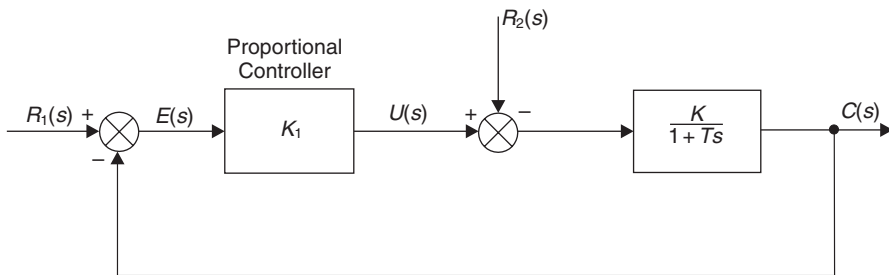 R₂(s)
Proportional
Controller
R₁(s) + E(s) K₁ U(s) + − K C(s)
1 + Ts
−